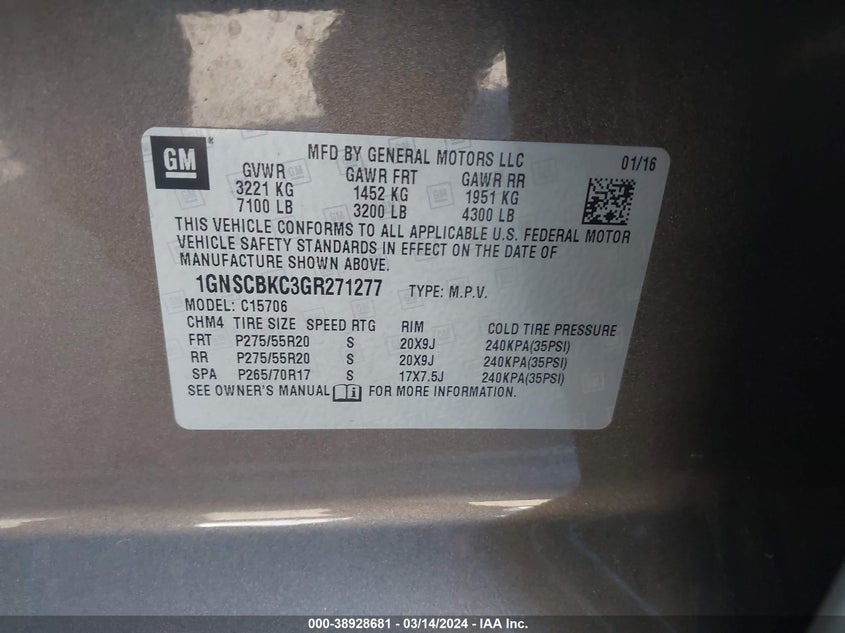 GM
MFD BY GENERAL MOTORS LLC 01/16
GVWR GAWR FRT GAWR RR
3221 KG 1452 KG 1951 KG
7100 LB 3200 LB 4300 LB
THIS VEHICLE CONFORMS TO ALL APPLICABLE U.S. FEDERAL MOTOR
VEHICLE SAFETY STANDARDS IN EFFECT ON THE DATE OF
MANUFACTURE SHOWN ABOVE.
1GNSCBKC3GR271277 TYPE: M.P.V.
MODEL: C15706
CHM4 TIRE SIZE SPEED RTG RIM COLD TIRE PRESSURE
FRT P275/55R20 S 20X9J 240KPA(35PSI)
RR P275/55R20 S 20X9J 240KPA(35PSI)
SPA P265/70R17 S 17X7.5J 240KPA(35PSI)
SEE OWNER'S MANUAL i FOR MORE INFORMATION.
000-38928681 - 03/14/2024 - IAA Inc.